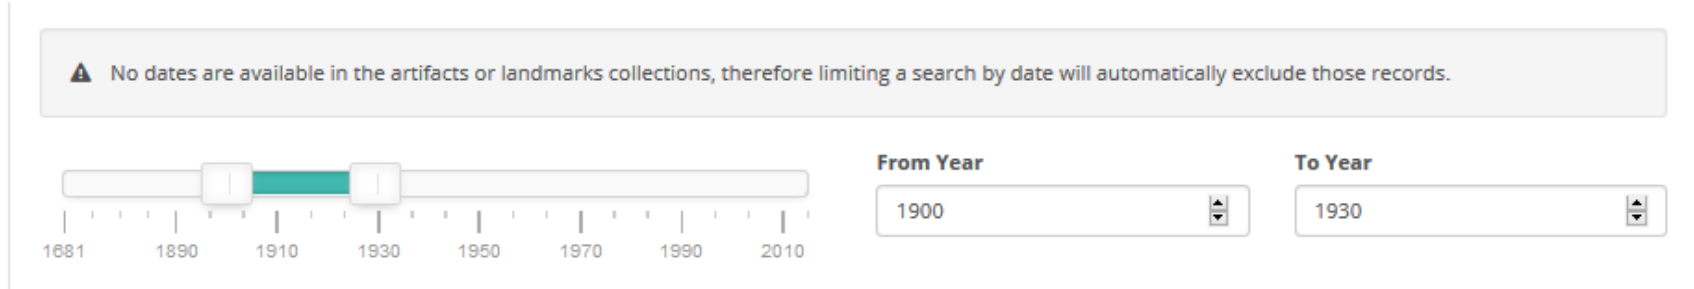 No dates are available in the artifacts or landmarks collections, therefore limiting a search by date will automatically exclude those records.
From Year
To Year
1900
1930
1681 1890 1910 1930 1950 1970 1990 2010